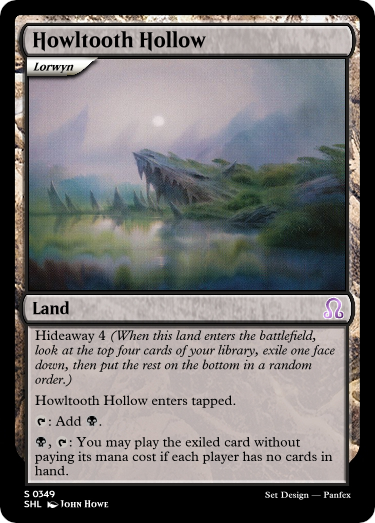 Howltooth Hollow
Lorwyn
Land
Hideaway 4 (When this land enters the battlefield,
look at the top four cards of your library, exile one face
down, then put the rest on the bottom in a random
order.)
Howltooth Hollow enters tapped.
: Add .
, : You may play the exiled card without
paying its mana cost if each player has no cards in
hand.
S 0349
Set Design — Panfex
SHL John Howe